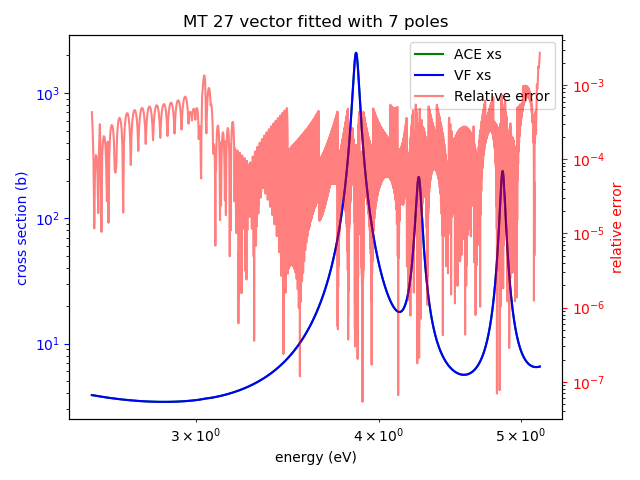 MT 27 vector fitted with 7 poles
ACE xs
VF xs
Relative error
cross section (b)
10³
10²
10¹
relative error
10⁻³
10⁻⁴
10⁻⁵
10⁻⁶
10⁻⁷
3 × 10⁰
4 × 10⁰
5 × 10⁰
energy (eV)